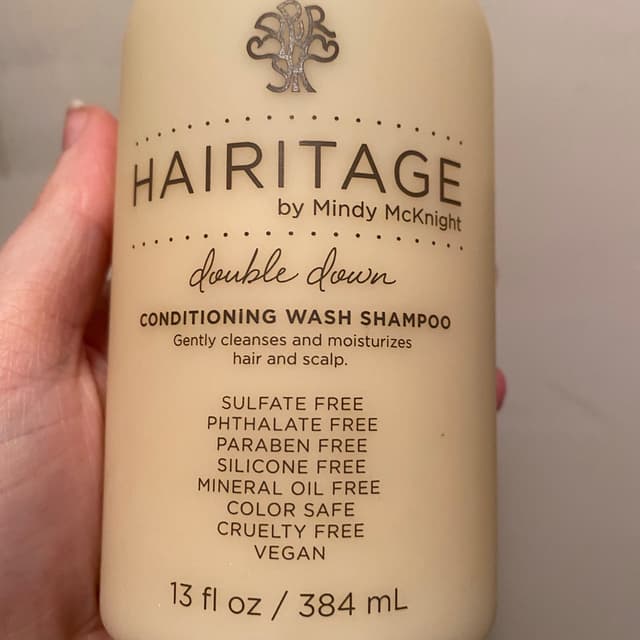 HAIRITAGE
by Mindy McKnight
double down
CONDITIONING WASH SHAMPOO
Gently cleanses and moisturizes
hair and scalp.
SULFATE FREE
PHTHALATE FREE
PARABEN FREE
SILICONE FREE
MINERAL OIL FREE
COLOR SAFE
CRUELTY FREE
VEGAN
13 fl oz / 384 mL